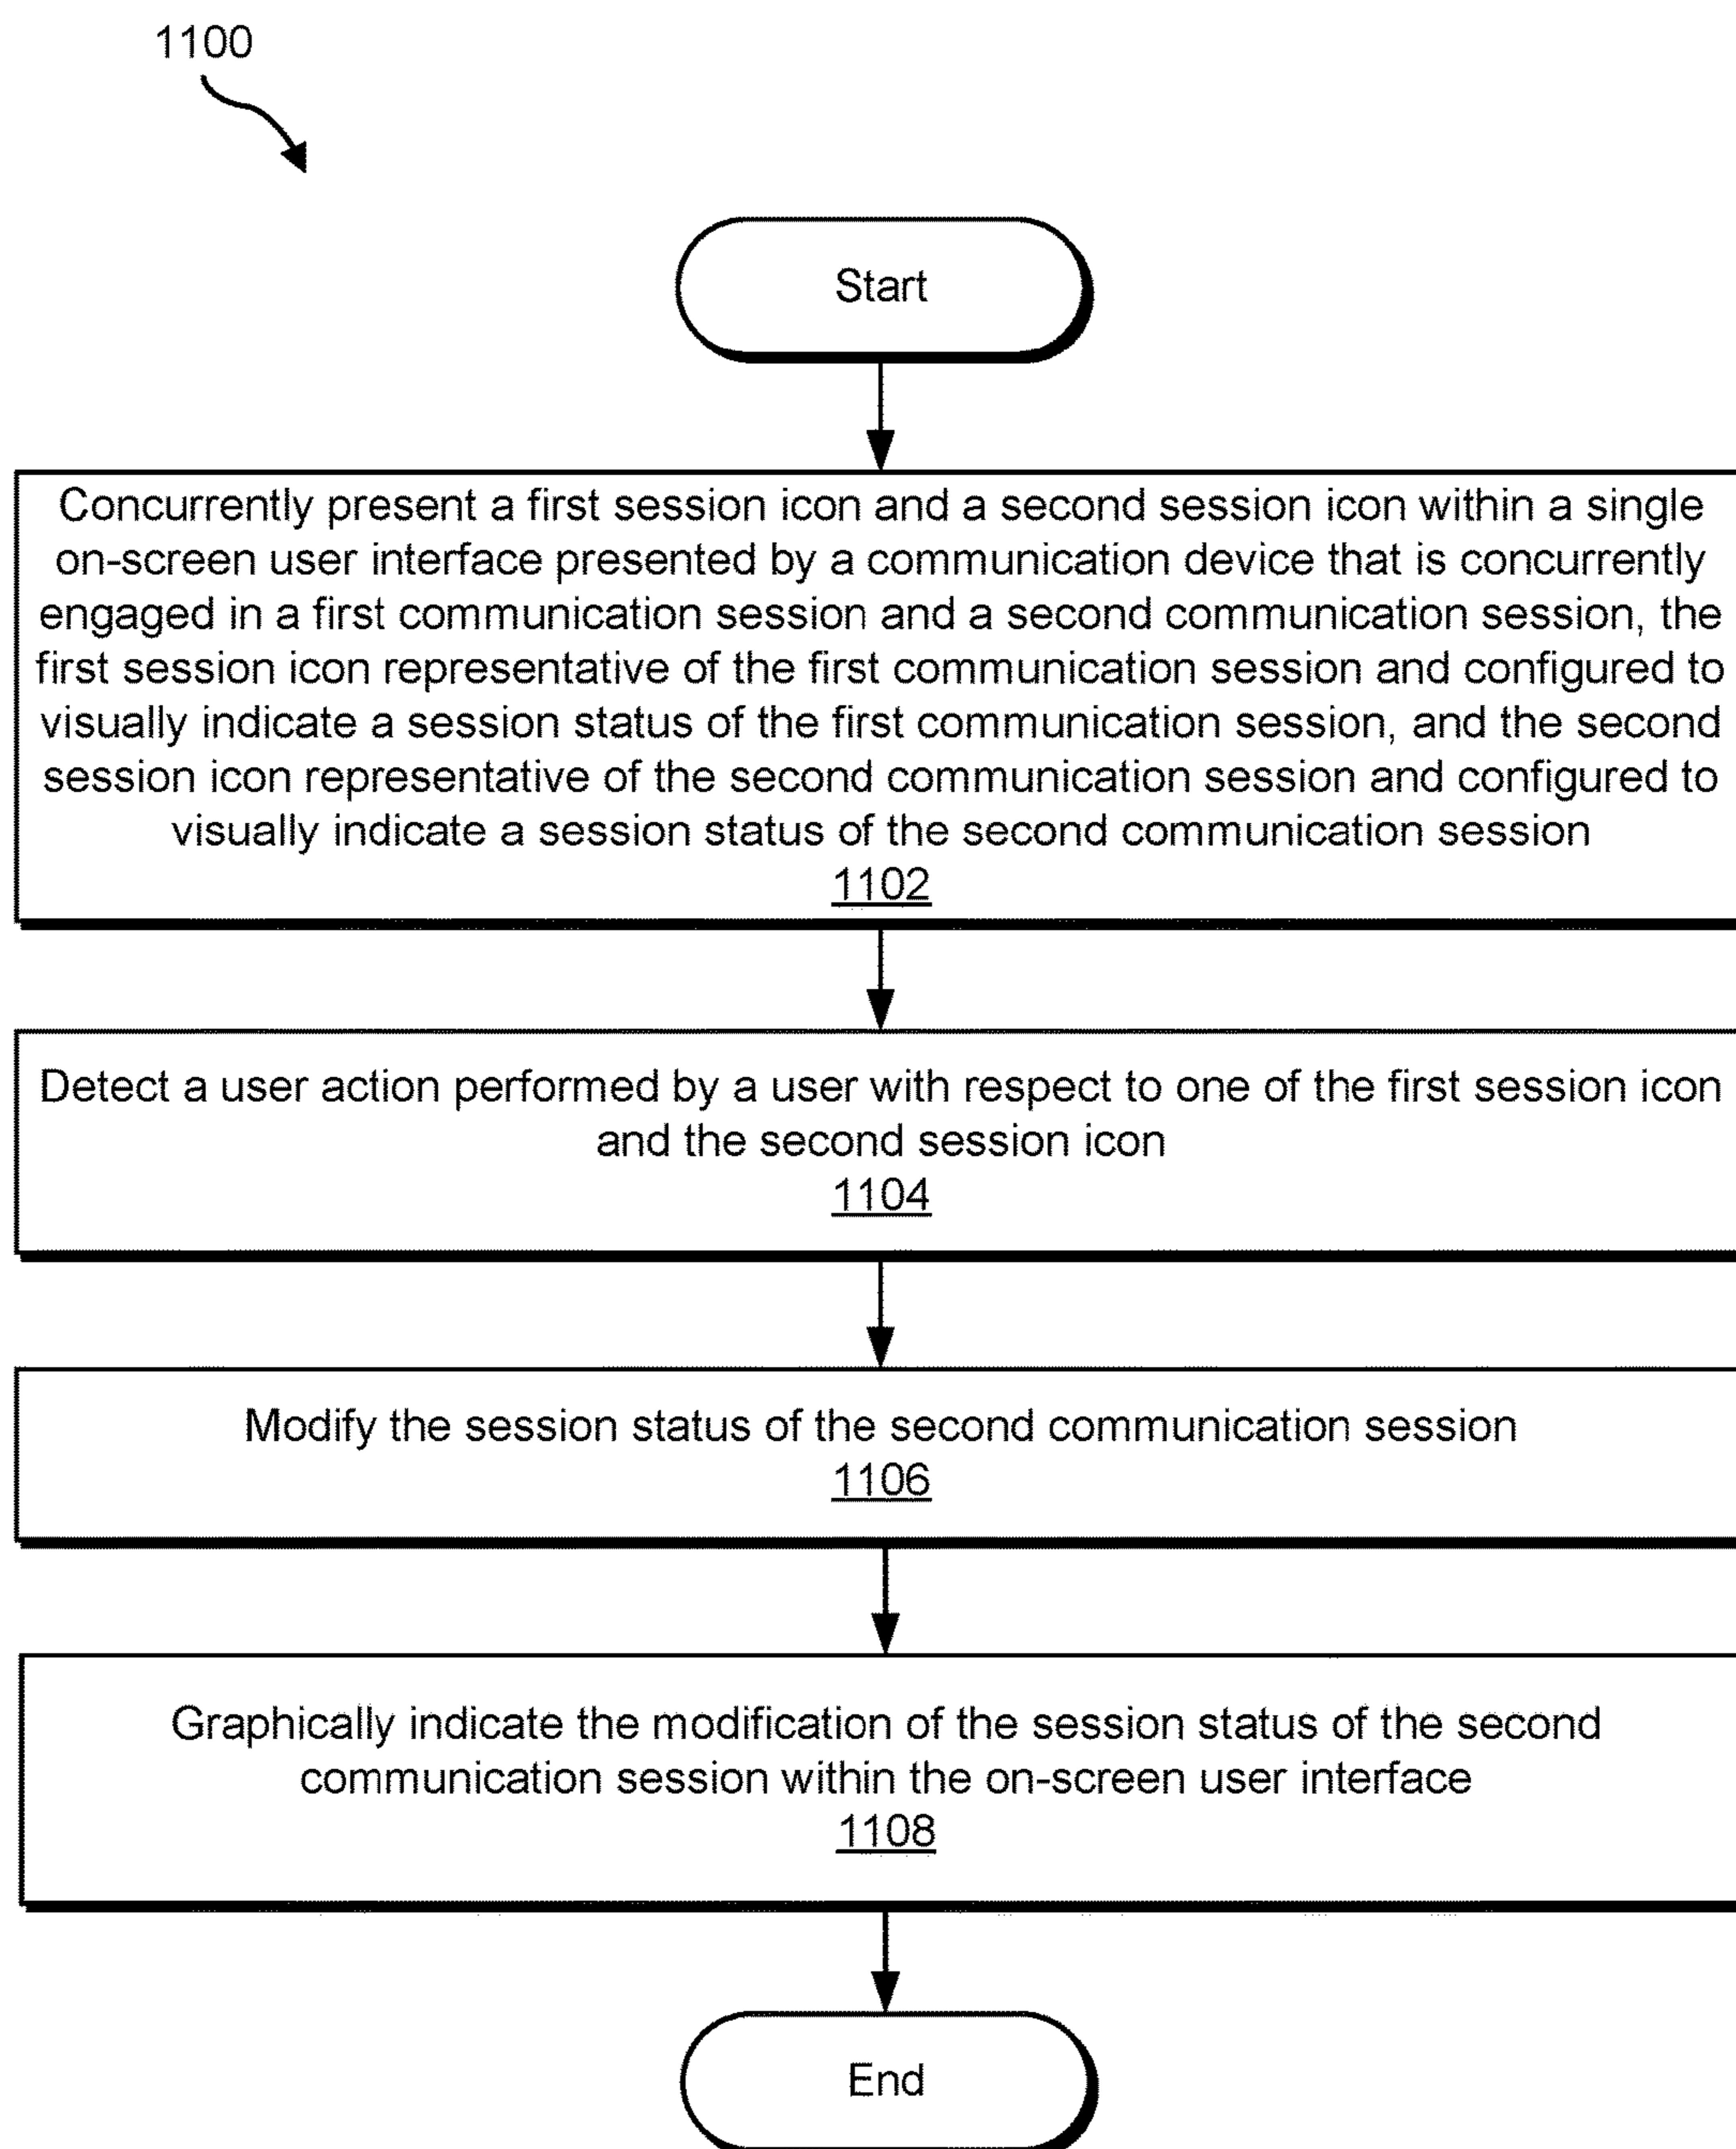 1100
Start
Concurrently present a first session icon and a second session icon within a single
on-screen user interface presented by a communication device that is concurrently
engaged in a first communication session and a second communication session, the
first session icon representative of the first communication session and configured to
visually indicate a session status of the first communication session, and the second
session icon representative of the second communication session and configured to
visually indicate a session status of the second communication session
1102
Detect a user action performed by a user with respect to one of the first session icon
and the second session icon
1104
Modify the session status of the second communication session
1106
Graphically indicate the modification of the session status of the second
communication session within the on-screen user interface
1108
End